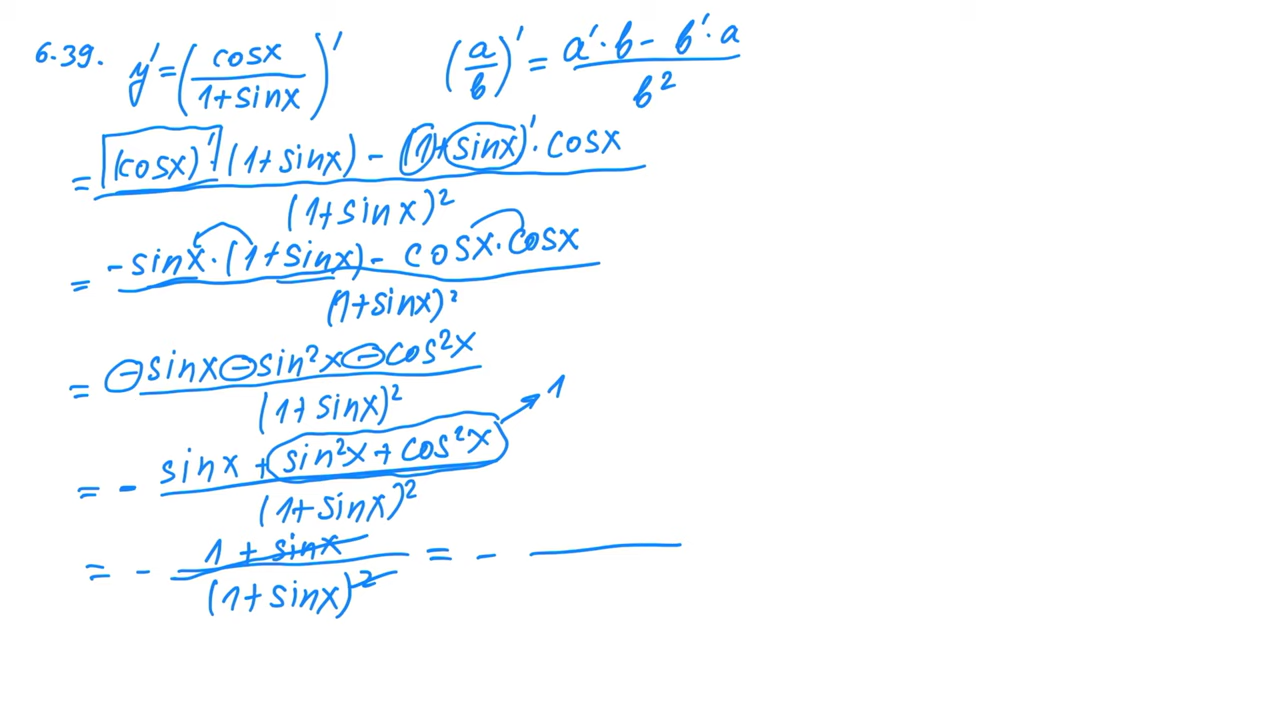 6.39. y' = (cosx / 1+sinx)' (a/b)' = a'·b - b'·a / b²
= (cosx)'·(1+sinx) - (1+sinx)'·cosx / (1+sinx)²
= -sinx·(1+sinx) - cosx·cosx / (1+sinx)²
= -sinx - sin²x - cos²x / (1+sinx)²
= - sinx + sin²x + cos²x / (1+sinx)² → 1
= - 1+sinx / (1+sinx)² = -